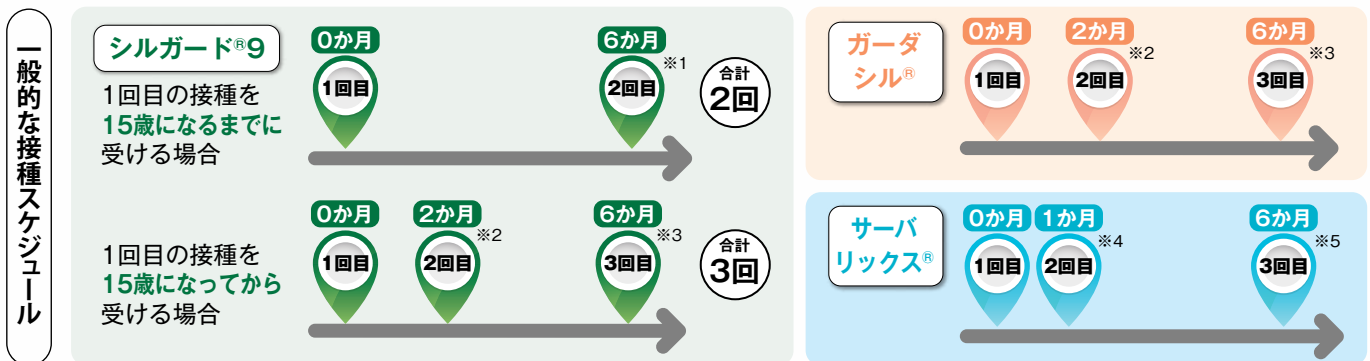 一般的な接種スケジュール
シルガード®9
1回目の接種を
15歳になるまでに
受ける場合
0か月
1回目
6か月
2回目
※1
合計
2回
1回目の接種を
15歳になってから
受ける場合
0か月
1回目
2か月
2回目
※2
6か月
3回目
※3
合計
3回
ガーダ
シル®
0か月
1回目
2か月
2回目
※2
6か月
3回目
※3
サーバ
リックス®
0か月
1回目
1か月
2回目
※4
6か月
3回目
※5